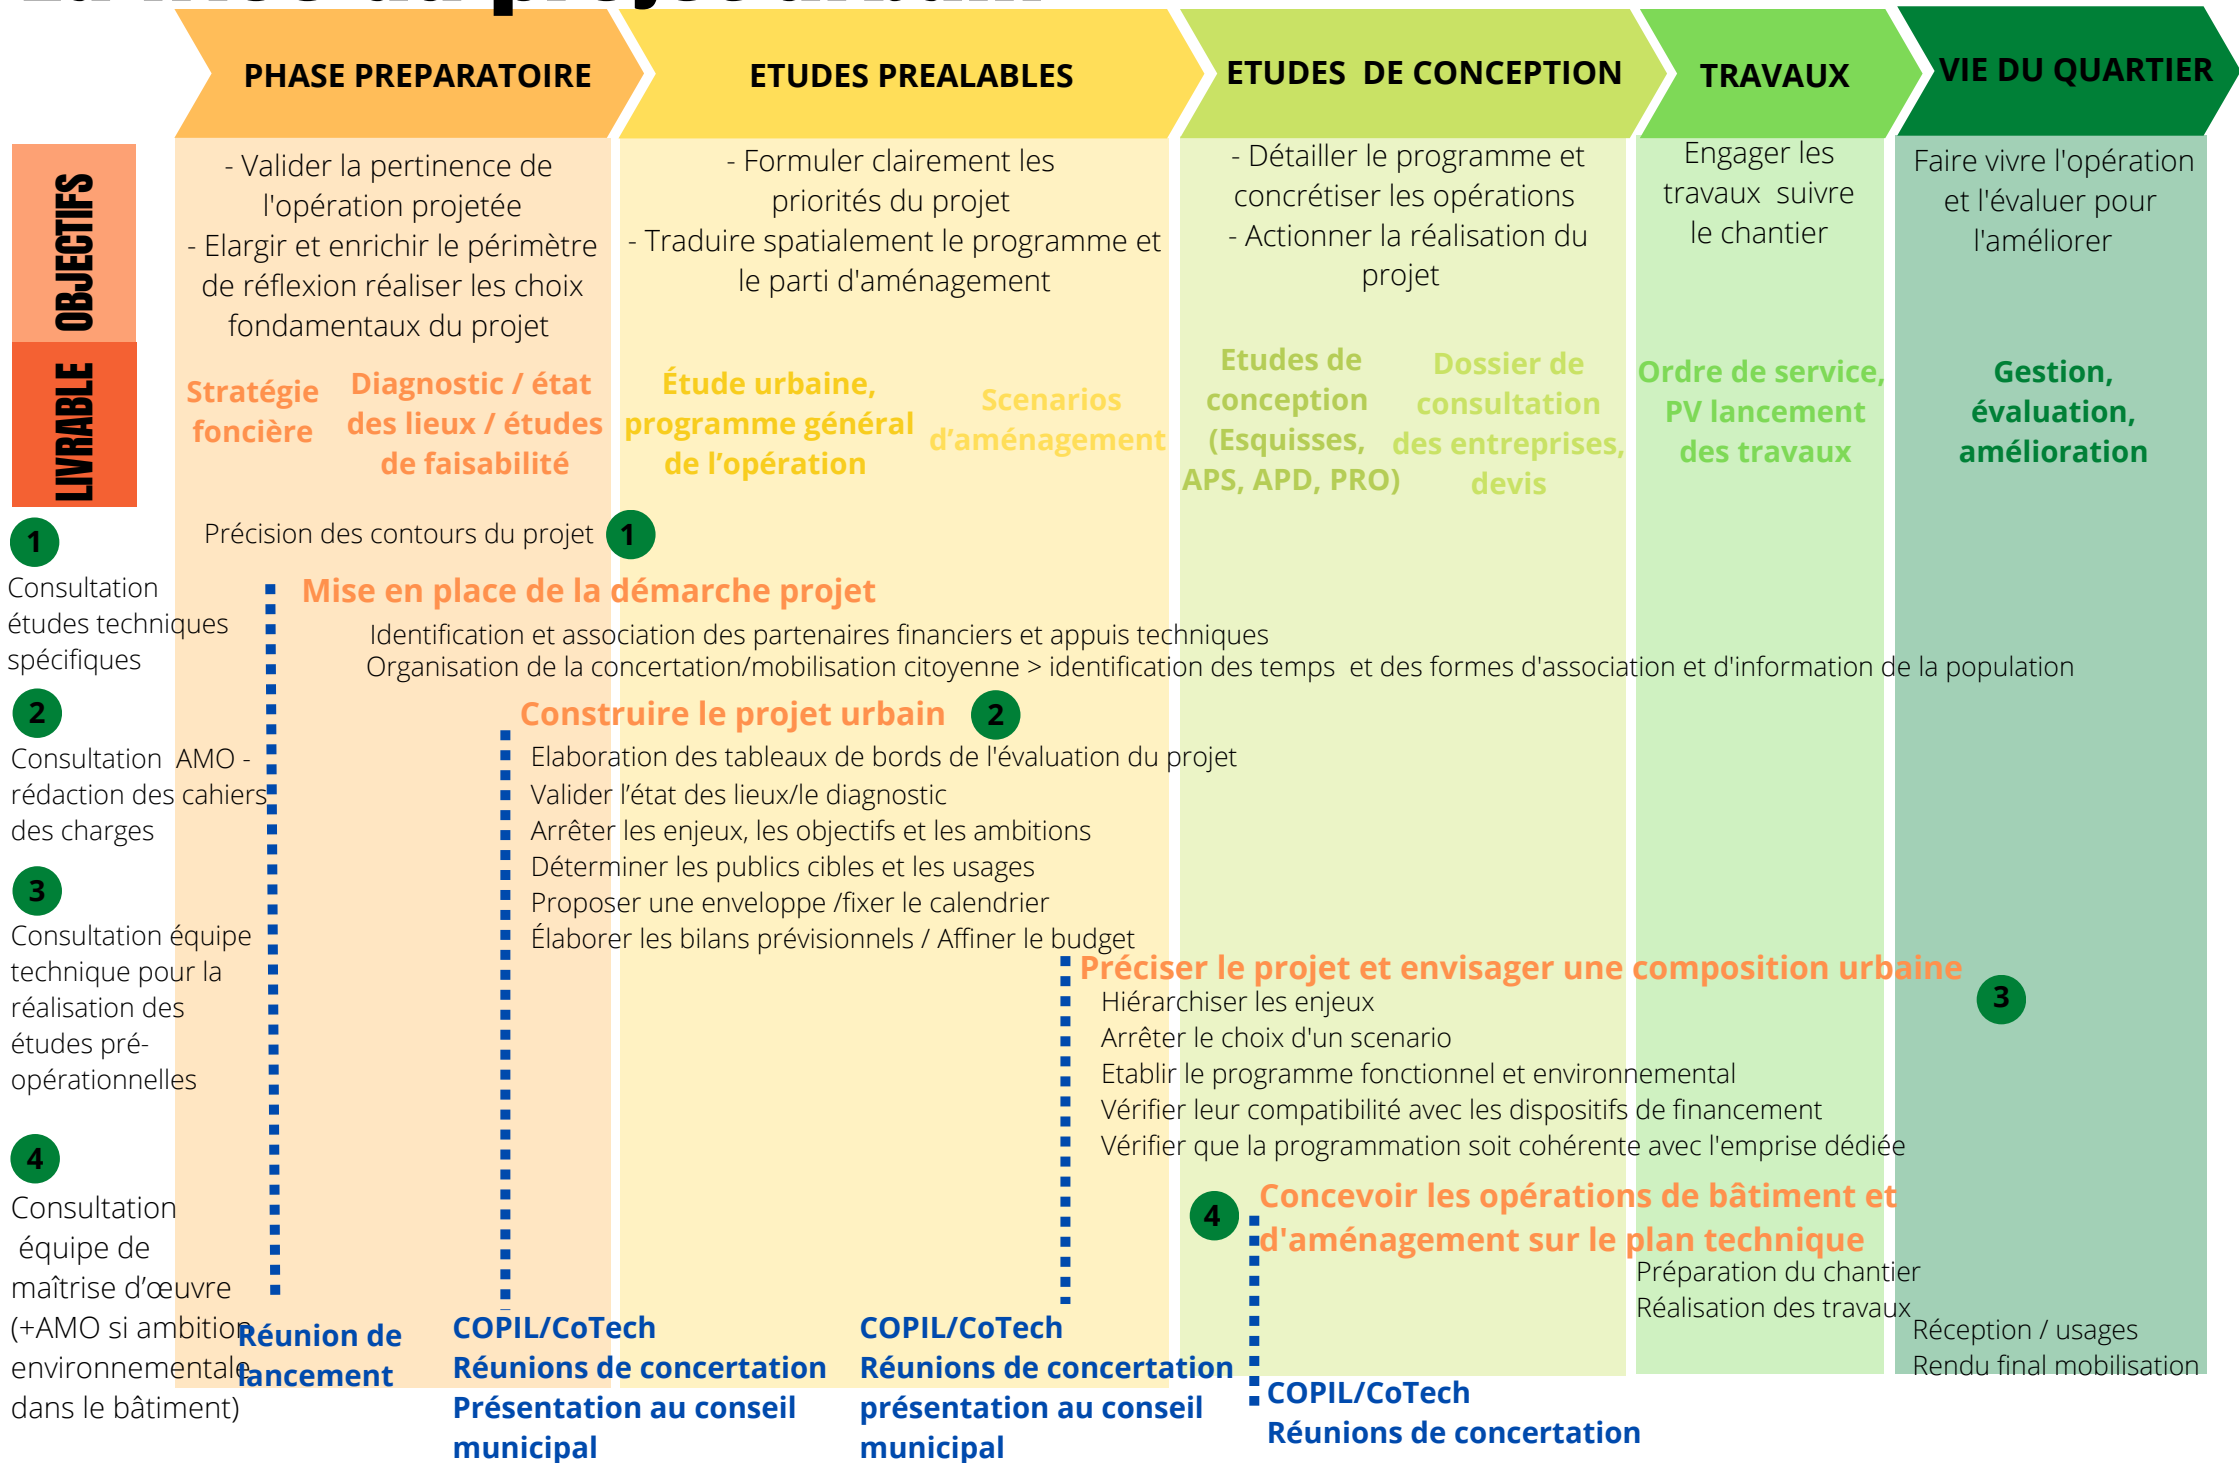 du projet urbain
PHASE PREPARATOIRE
ETUDES PREALABLES
ETUDES DE CONCEPTION
TRAVAUX
VIE DU QUARTIER
OBJECTIFS
- Valider la pertinence de
l'opération projetée
- Elargir et enrichir le périmètre
de réflexion réaliser les choix
fondamentaux du projet
- Formuler clairement les
priorités du projet
- Traduire spatialement le programme et
le parti d'aménagement
- Détailler le programme et
concrétiser les opérations
- Actionner la réalisation du
projet
Engager les
travaux suivre
le chantier
Faire vivre l'opération
et l'évaluer pour
l'améliorer
LIVRABLE
Stratégie
foncière
Diagnostic / état
des lieux / études
de faisabilité
Étude urbaine,
programme général
de l’opération
Scenarios
d’aménagement
Etudes de
conception
(Esquisses,
APS, APD, PRO)
Dossier de
consultation
des entreprises,
devis
Ordre de service,
PV lancement
des travaux
Gestion,
évaluation,
amélioration
1
Consultation
études techniques
spécifiques
2
Consultation AMO -
rédaction des cahiers
des charges
3
Consultation équipe
technique pour la
réalisation des
études pré-
opérationnelles
4
Consultation
équipe de
maîtrise d’œuvre
(+AMO si ambition
environnementale
dans le bâtiment)
Précision des contours du projet
1
Mise en place de la démarche projet
Identification et association des partenaires financiers et appuis techniques
Organisation de la concertation/mobilisation citoyenne > identification des temps et des formes d'association et d'information de la population
Construire le projet urbain
2
Elaboration des tableaux de bords de l'évaluation du projet
Valider l’état des lieux/le diagnostic
Arrêter les enjeux, les objectifs et les ambitions
Déterminer les publics cibles et les usages
Proposer une enveloppe /fixer le calendrier
Élaborer les bilans prévisionnels / Affiner le budget
Préciser le projet et envisager une composition urbaine
3
Hiérarchiser les enjeux
Arrêter le choix d'un scenario
Etablir le programme fonctionnel et environnemental
Vérifier leur compatibilité avec les dispositifs de financement
Vérifier que la programmation soit cohérente avec l'emprise dédiée
4
Concevoir les opérations de bâtiment et
d'aménagement sur le plan technique
Préparation du chantier
Réalisation des travaux
Réception / usages
Rendu final mobilisation
Réunion de
lancement
COPIL/CoTech
Réunions de concertation
Présentation au conseil
municipal
COPIL/CoTech
Réunions de concertation
présentation au conseil
municipal
COPIL/CoTech
Réunions de concertation